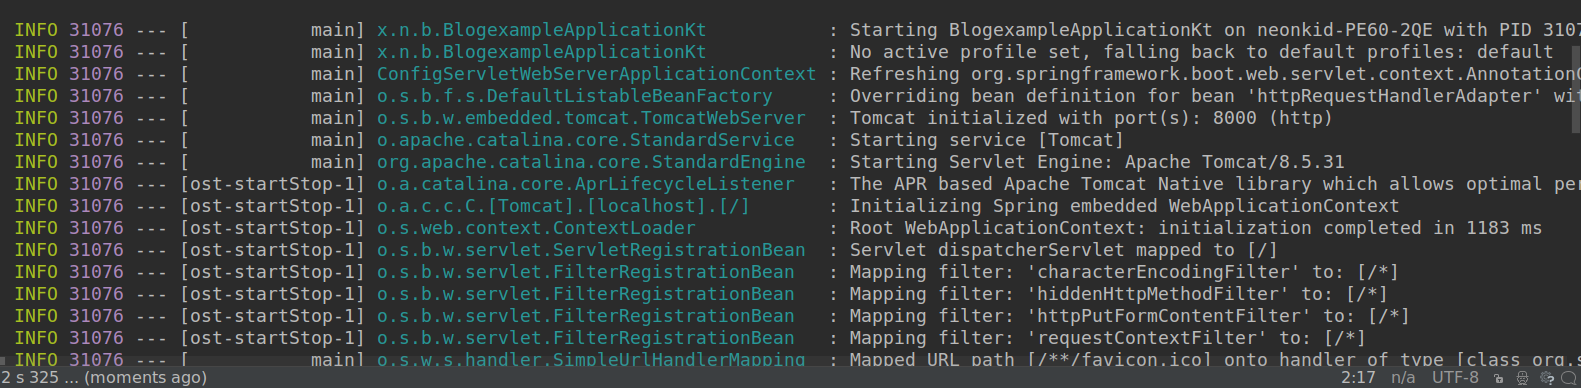 INFO 31076 --- [           main] x.n.b.BlogexampleApplicationKt           : Starting BlogexampleApplicationKt on neonkid-PE60-2QE with PID 3107
INFO 31076 --- [           main] x.n.b.BlogexampleApplicationKt           : No active profile set, falling back to default profiles: default
INFO 31076 --- [           main] ConfigServletWebServerApplicationContext : Refreshing org.springframework.boot.web.servlet.context.Annotation
INFO 31076 --- [           main] o.s.b.f.s.DefaultListableBeanFactory     : Overriding bean definition for bean 'httpRequestHandlerAdapter' wit
INFO 31076 --- [           main] o.s.b.w.embedded.tomcat.TomcatWebServer  : Tomcat initialized with port(s): 8000 (http)
INFO 31076 --- [           main] o.apache.catalina.core.StandardService   : Starting service [Tomcat]
INFO 31076 --- [           main] org.apache.catalina.core.StandardEngine  : Starting Servlet Engine: Apache Tomcat/8.5.31
INFO 31076 --- [ost-startStop-1] o.a.catalina.core.AprLifecycleListener   : The APR based Apache Tomcat Native library which allows optimal per
INFO 31076 --- [ost-startStop-1] o.a.c.c.C.[Tomcat].[localhost].[/]       : Initializing Spring embedded WebApplicationContext
INFO 31076 --- [ost-startStop-1] o.s.web.context.ContextLoader            : Root WebApplicationContext: initialization completed in 1183 ms
INFO 31076 --- [ost-startStop-1] o.s.b.w.servlet.ServletRegistrationBean  : Servlet dispatcherServlet mapped to [/]
INFO 31076 --- [ost-startStop-1] o.s.b.w.servlet.FilterRegistrationBean   : Mapping filter: 'characterEncodingFilter' to: [/*]
INFO 31076 --- [ost-startStop-1] o.s.b.w.servlet.FilterRegistrationBean   : Mapping filter: 'hiddenHttpMethodFilter' to: [/*]
INFO 31076 --- [ost-startStop-1] o.s.b.w.servlet.FilterRegistrationBean   : Mapping filter: 'httpPutFormContentFilter' to: [/*]
INFO 31076 --- [ost-startStop-1] o.s.b.w.servlet.FilterRegistrationBean   : Mapping filter: 'requestContextFilter' to: [/*]
INFO 31076 --- [           main] o.s.w.s.handler.SimpleUrlHandlerMapping  : Mapped URL path [/**/favicon.ico] onto handler of type [class org.s
2 s 325 ... (moments ago) 2:17 n/a UTF-8